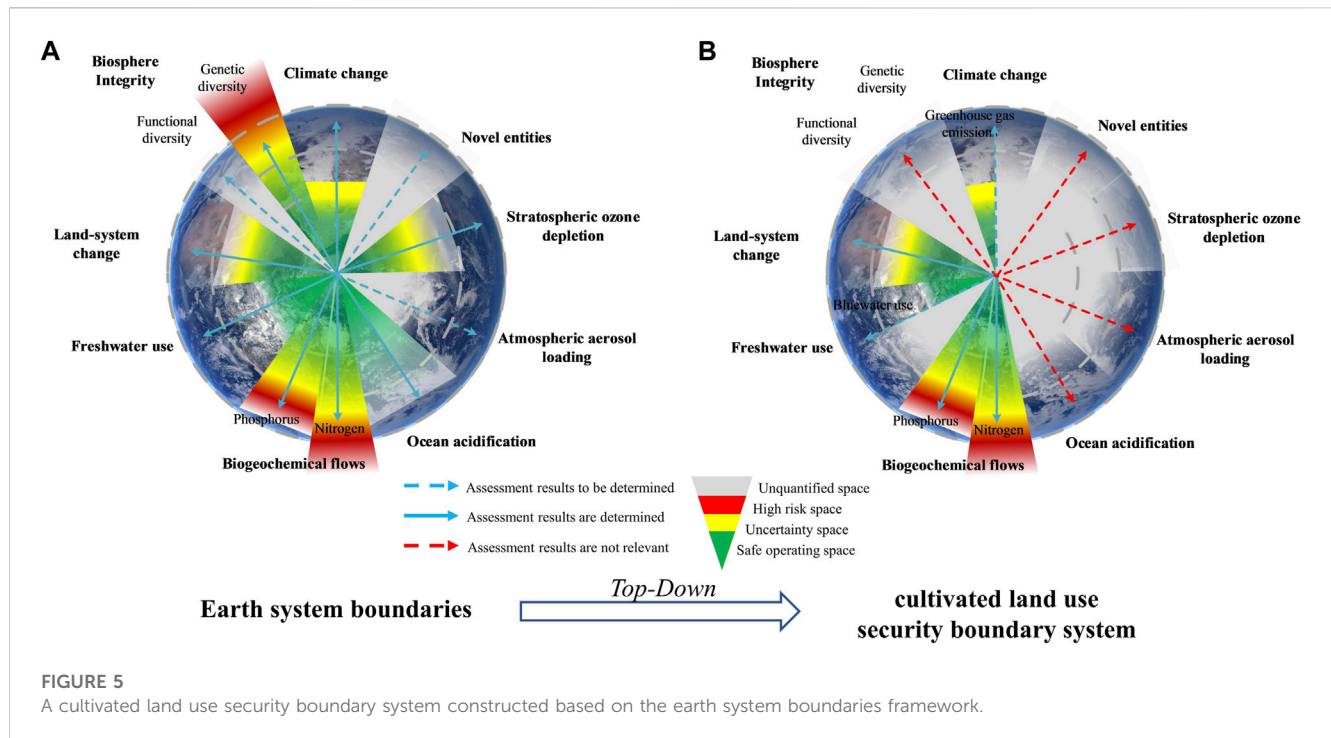 A
Biosphere
Integrity
Genetic
diversity
Functional
diversity
Climate change
Novel entities
Stratospheric ozone
depletion
Atmospheric aerosol
loading
Ocean acidification
Nitrogen
Phosphorus
Biogeochemical flows
Freshwater use
Land-system
change
B
Biosphere
Integrity
Genetic
diversity
Functional
diversity
Climate change
Greenhouse gas
emission
Novel entities
Stratospheric ozone
depletion
Atmospheric aerosol
loading
Ocean acidification
Nitrogen
Phosphorus
Biogeochemical flows
Freshwater use
Bluewater use
Land-system
change
Assessment results to be determined
Assessment results are determined
Assessment results are not relevant
Unquantified space
High risk space
Uncertainty space
Safe operating space
Earth system boundaries
Top-Down
cultivated land use
security boundary system
FIGURE 5
A cultivated land use security boundary system constructed based on the earth system boundaries framework.